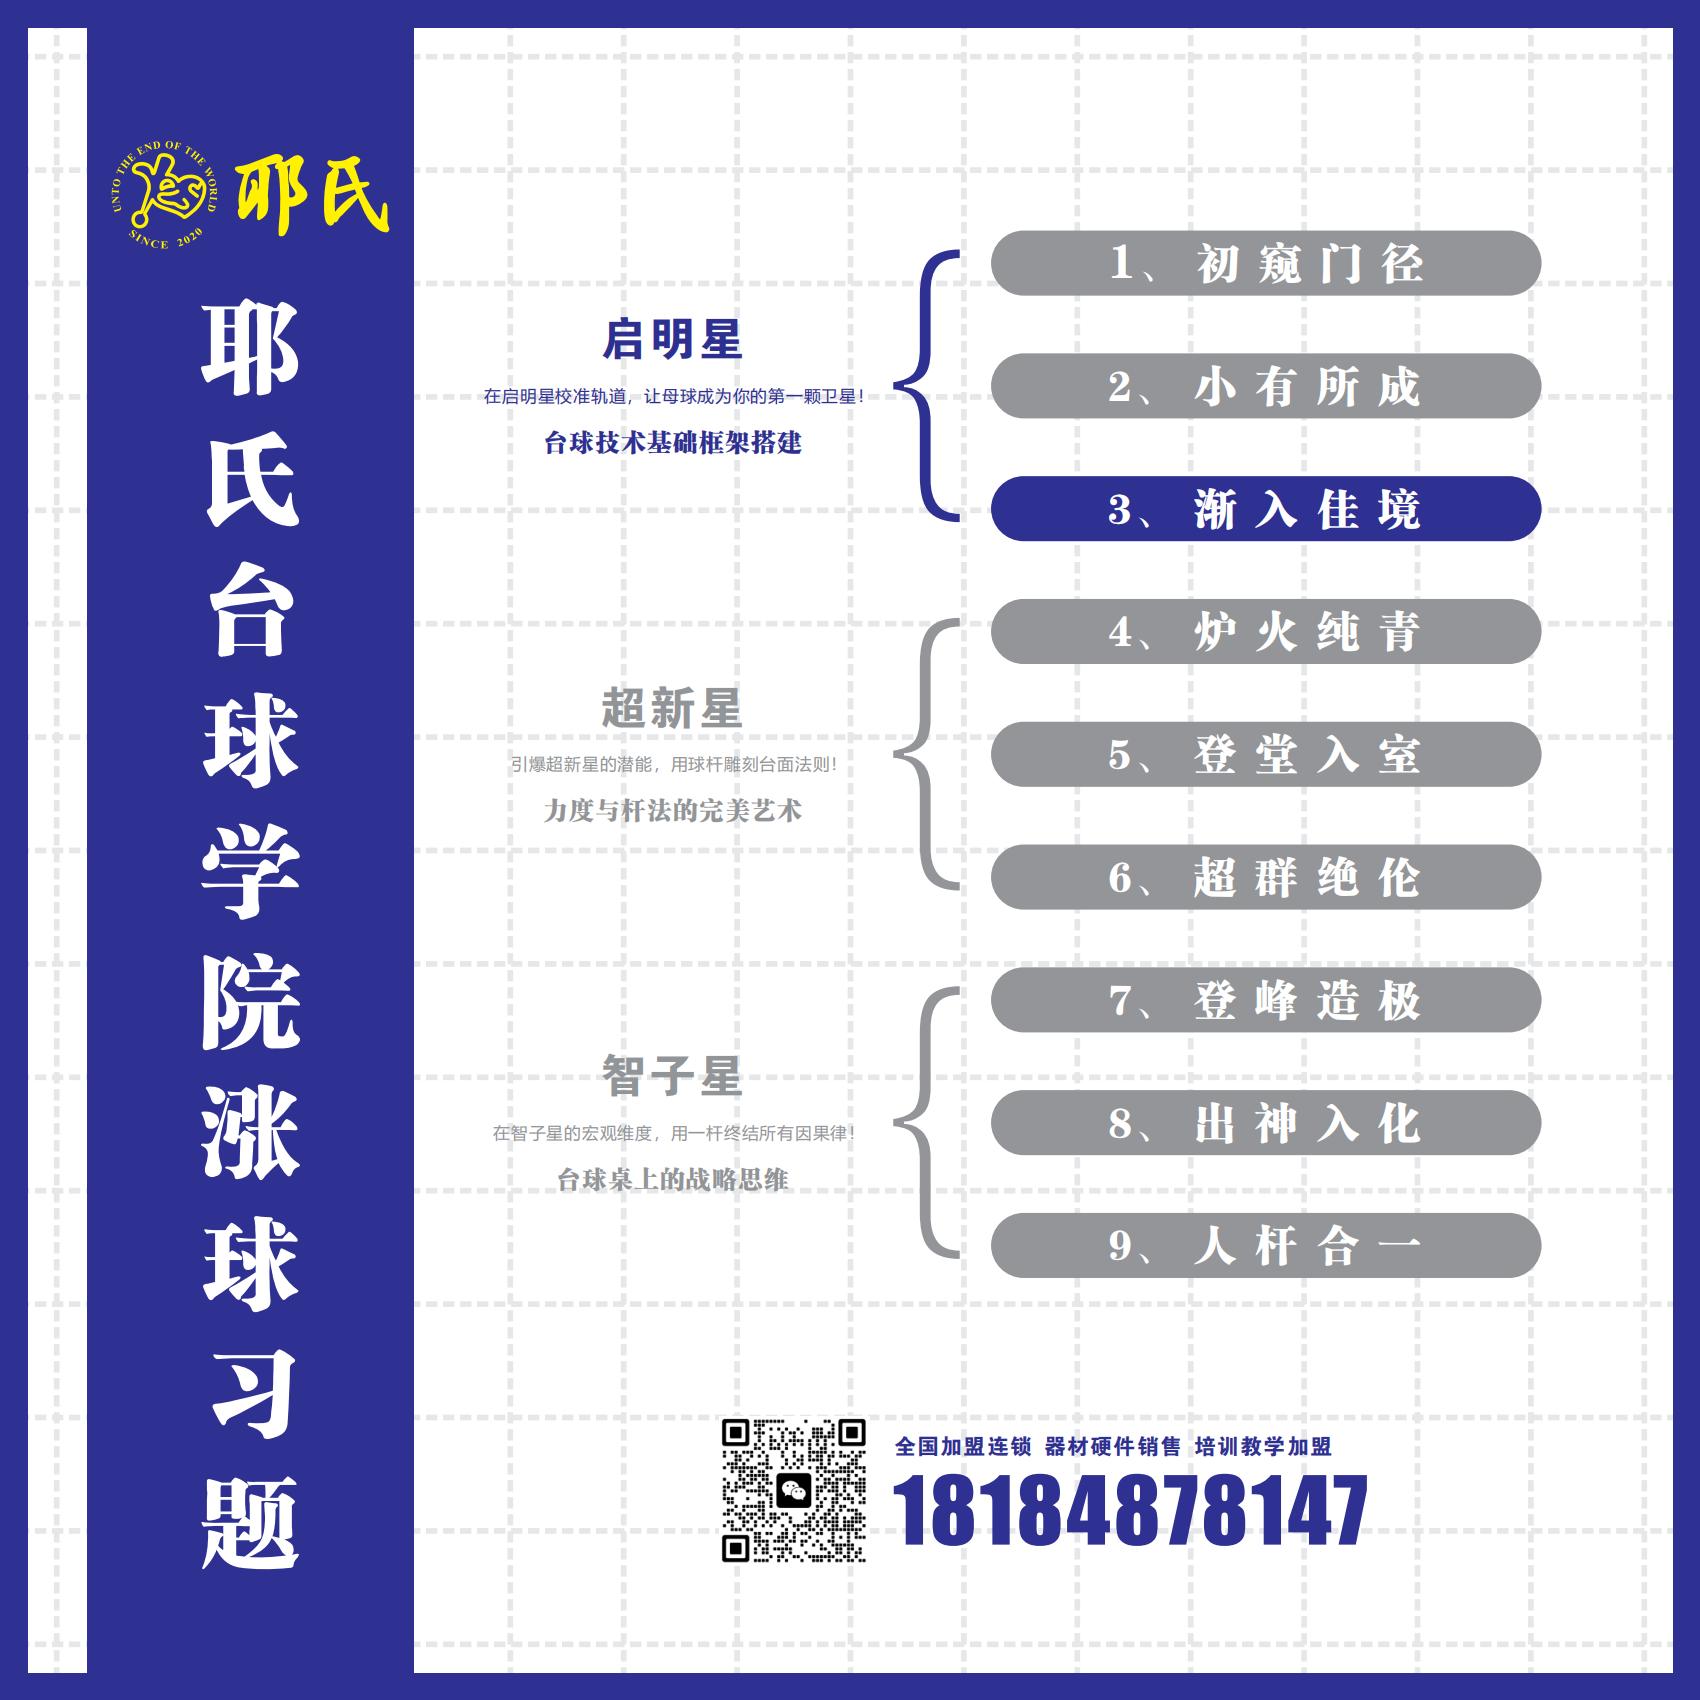 UNTO THE END OF THE WORLD
SINCE 2020
耶氏
耶氏台球学院涨球习题
启明星
在启明星校准轨道，让母球成为你的第一颗卫星！
台球技术基础框架搭建
1、初窥门径
2、小有所成
3、渐入佳境
超新星
引爆超新星的潜能，用球杆雕刻台面法则！
力度与杆法的完美艺术
4、炉火纯青
5、登堂入室
6、超群绝伦
智子星
在智子星的宏观维度，用一杆终结所有因果律！
台球桌上的战略思维
7、登峰造极
8、出神入化
9、人杆合一
全国加盟连锁 器材硬件销售 培训教学加盟
18184878147